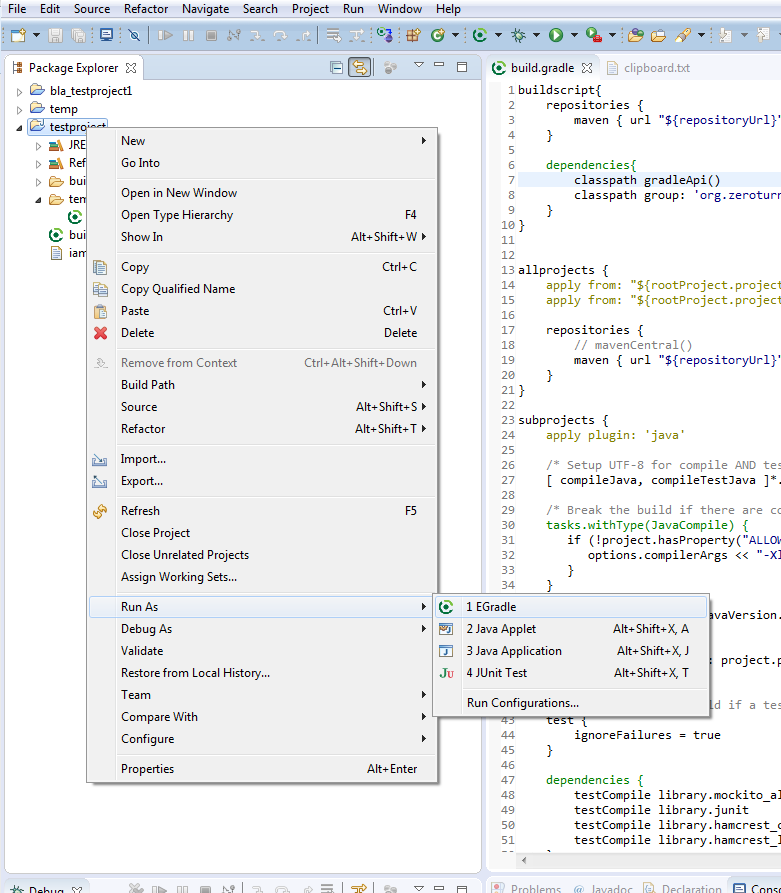 File Edit Source Refactor Navigate Search Project Run Window Help
Package Explorer
bla_testproject1
temp
testproject
JRE
Ref
bui
tem
bui
iam
New
Go Into
Open in New Window
Open Type Hierarchy F4
Show In Alt+Shift+W
Copy Ctrl+C
Copy Qualified Name
Paste Ctrl+V
Delete Delete
Remove from Context Ctrl+Alt+Shift+Down
Build Path
Source Alt+Shift+S
Refactor Alt+Shift+T
Import...
Export...
Refresh F5
Close Project
Close Unrelated Projects
Assign Working Sets...
Run As
Debug As
Validate
Restore from Local History...
Team
Compare With
Configure
Properties Alt+Enter
1 EGradle
2 Java Applet Alt+Shift+X, A
3 Java Application Alt+Shift+X, J
4 JUnit Test Alt+Shift+X, T
Run Configurations...
build.gradle clipboard.txt
1 buildscript{
2 repositories {
3 maven { url "${repositoryUrl}"
4 }
5
6 dependencies{
7 classpath gradleApi()
8 classpath group: 'org.zeroturn
9 }
10 }
11
12
13 allprojects {
14 apply from: "${rootProject.project
15 apply from: "${rootProject.project
16
17 repositories {
18 // mavenCentral()
19 maven { url "${repositoryUrl}"
20 }
21 }
22
23 subprojects {
24 apply plugin: 'java'
25
26 /* Setup UTF-8 for compile AND tes
27 [ compileJava, compileTestJava ]*.
28
29 /* Break the build if there are co
30 tasks.withType(JavaCompile) {
31 if (!project.hasProperty("ALLOW
32 options.compilerArgs << "-Xl
33 }
34 }
avaVersion.
: project.p
ld if a tes
43 test {
44 ignoreFailures = true
45 }
46
47 dependencies {
48 testCompile library.mockito_al
49 testCompile library.junit
50 testCompile library.hamcrest_c
51 testCompile library.hamcrest_l
Debug
Problems @ Javadoc Declaration Conso